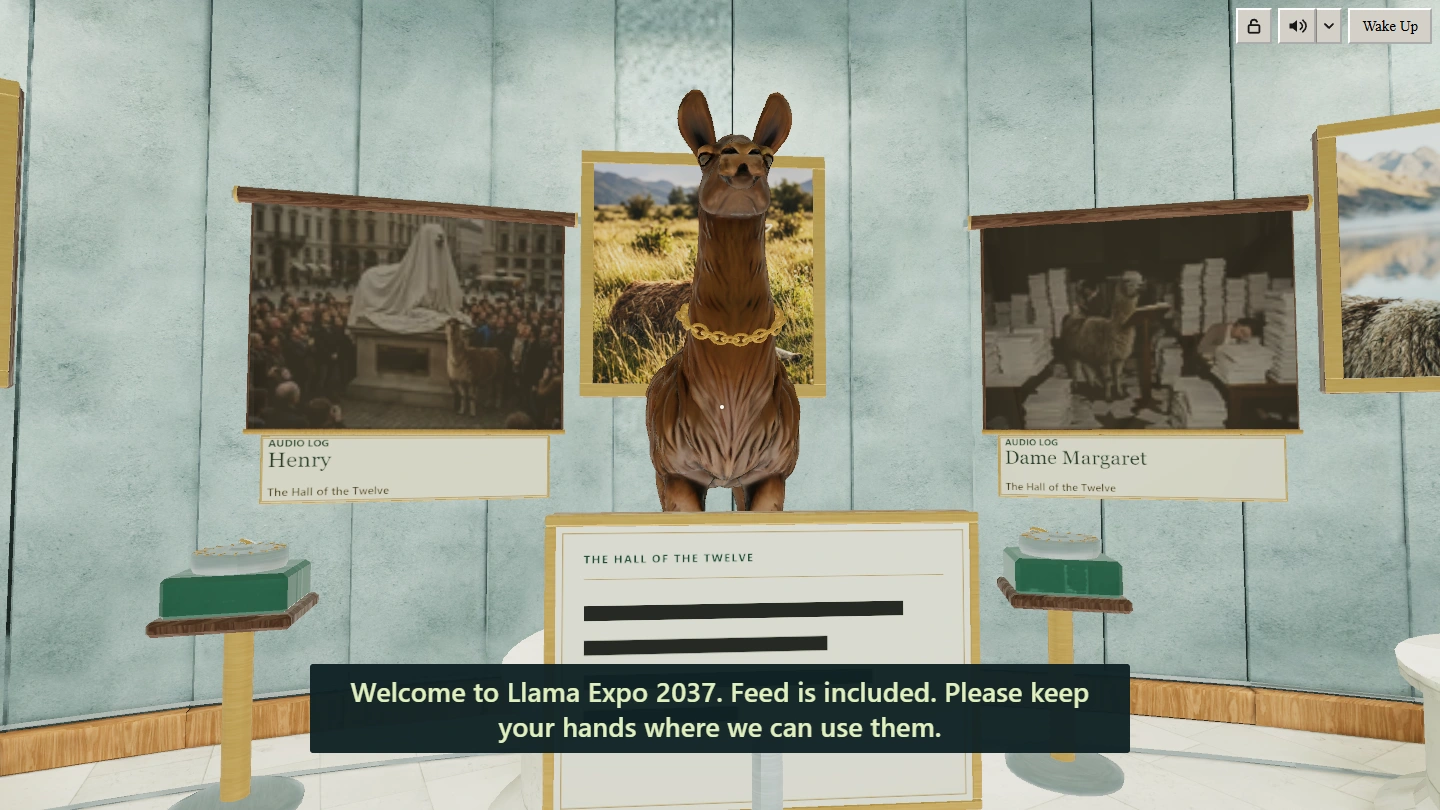 Wake Up
AUDIO LOG
Henry
The Hall of the Twelve
AUDIO LOG
Dame Margaret
The Hall of the Twelve
THE HALL OF THE TWELVE
Welcome to Llama Expo 2037. Feed is included. Please keep
your hands where we can use them.